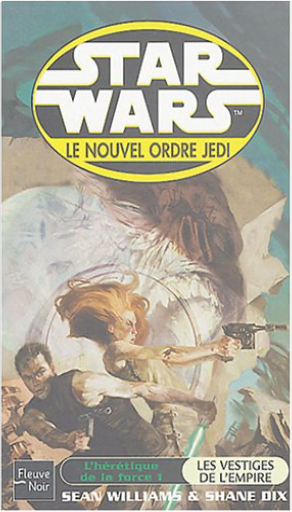 STAR
WARS
TM
LE NOUVEL ORDRE JEDI
L'hérétique
de la force 1
LES VESTIGES
DE L'EMPIRE
Fleuve
Noir
SEAN WILLIAMS & SHANE DIX